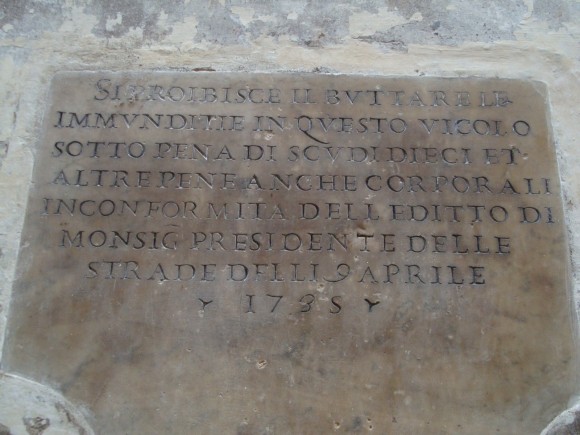 SI PROIBISCE IL BVTTARE LE
IMMVNDITIE IN QVESTO VICOLO
SOTTO PENA DI SCVDI DIECI ET
ALTRE PENE ANCHE CORPORALI
IN CONFORMITA DELL EDITTO DI
MONSIG PRESIDENTE DELLE
STRADE DELLI 9 APRILE
1735